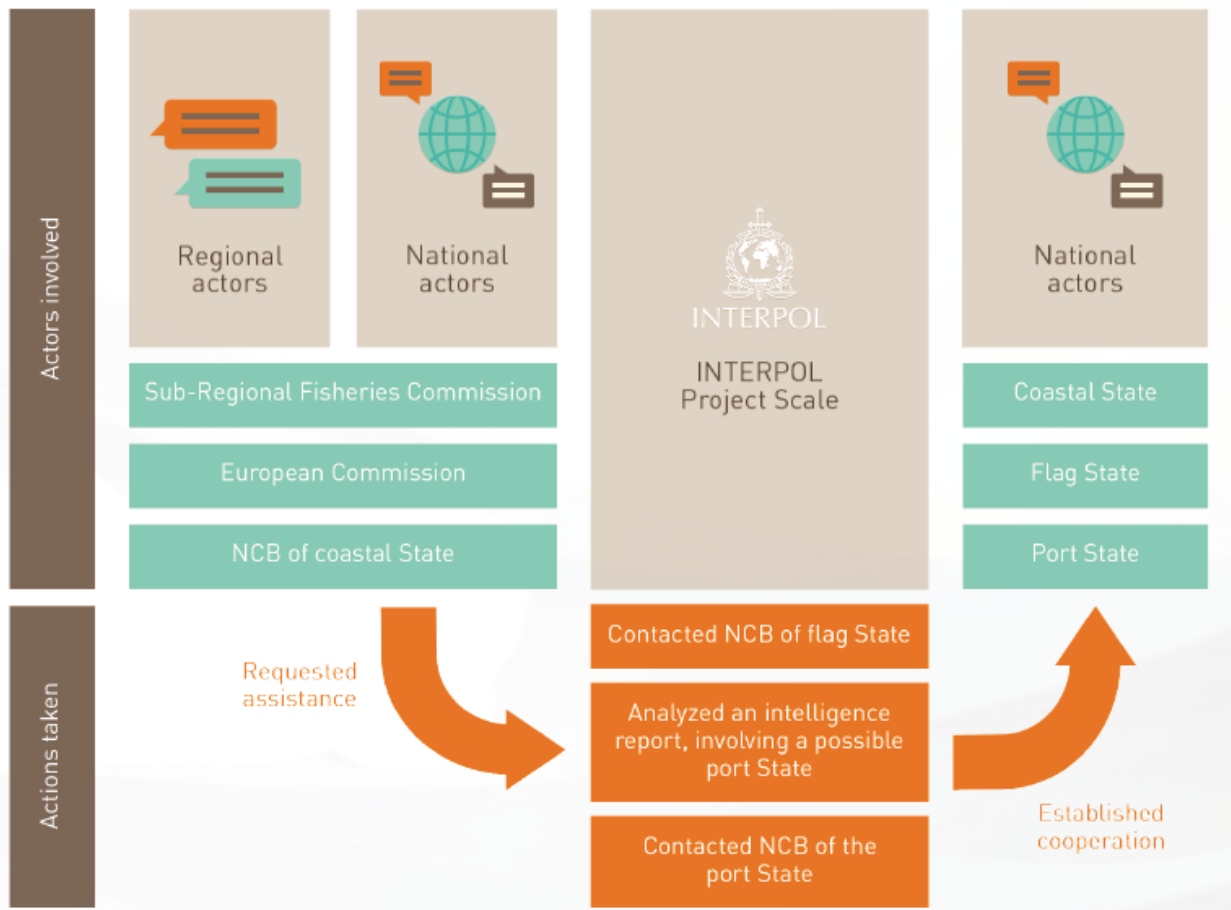 Actors involved
Regional
actors
National
actors
INTERPOL
INTERPOL
Project Scale
National
actors
Sub-Regional Fisheries Commission
European Commission
NCB of coastal State
Coastal State
Flag State
Port State
Actions taken
Requested
assistance
Contacted NCB of flag State
Analyzed an intelligence
report, involving a possible
port State
Contacted NCB of the
port State
Established
cooperation